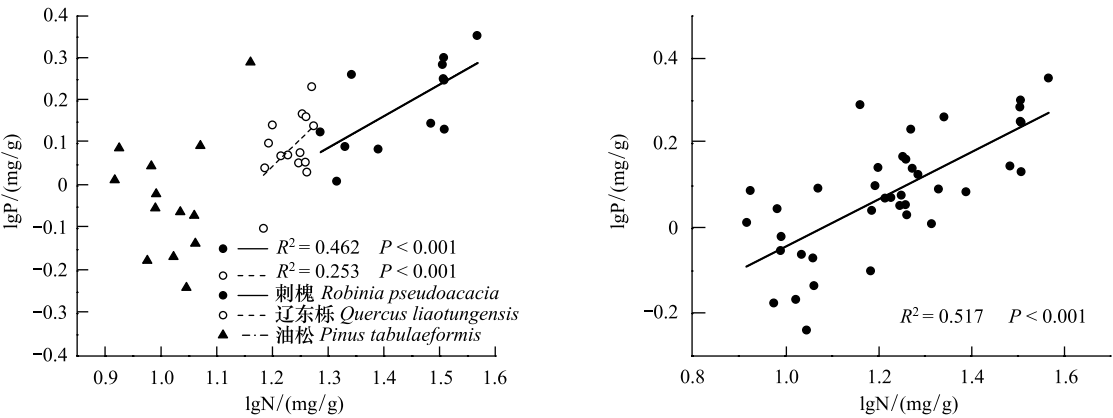 0.4
0.3
0.2
0.1
0
−0.1
−0.2
−0.3
−0.4
lgP/(mg/g)
R² = 0.462 P < 0.001
R² = 0.253 P < 0.001
刺槐 Robinia pseudoacacia
辽东栎 Quercus liaotungensis
油松 Pinus tabulaeformis
0.9 1.0 1.1 1.2 1.3 1.4 1.5 1.6
lgN/(mg/g)
0.4
0.2
0
−0.2
lgP/(mg/g)
R² = 0.517 P < 0.001
0.8 1.0 1.2 1.4 1.6
lgN/(mg/g)